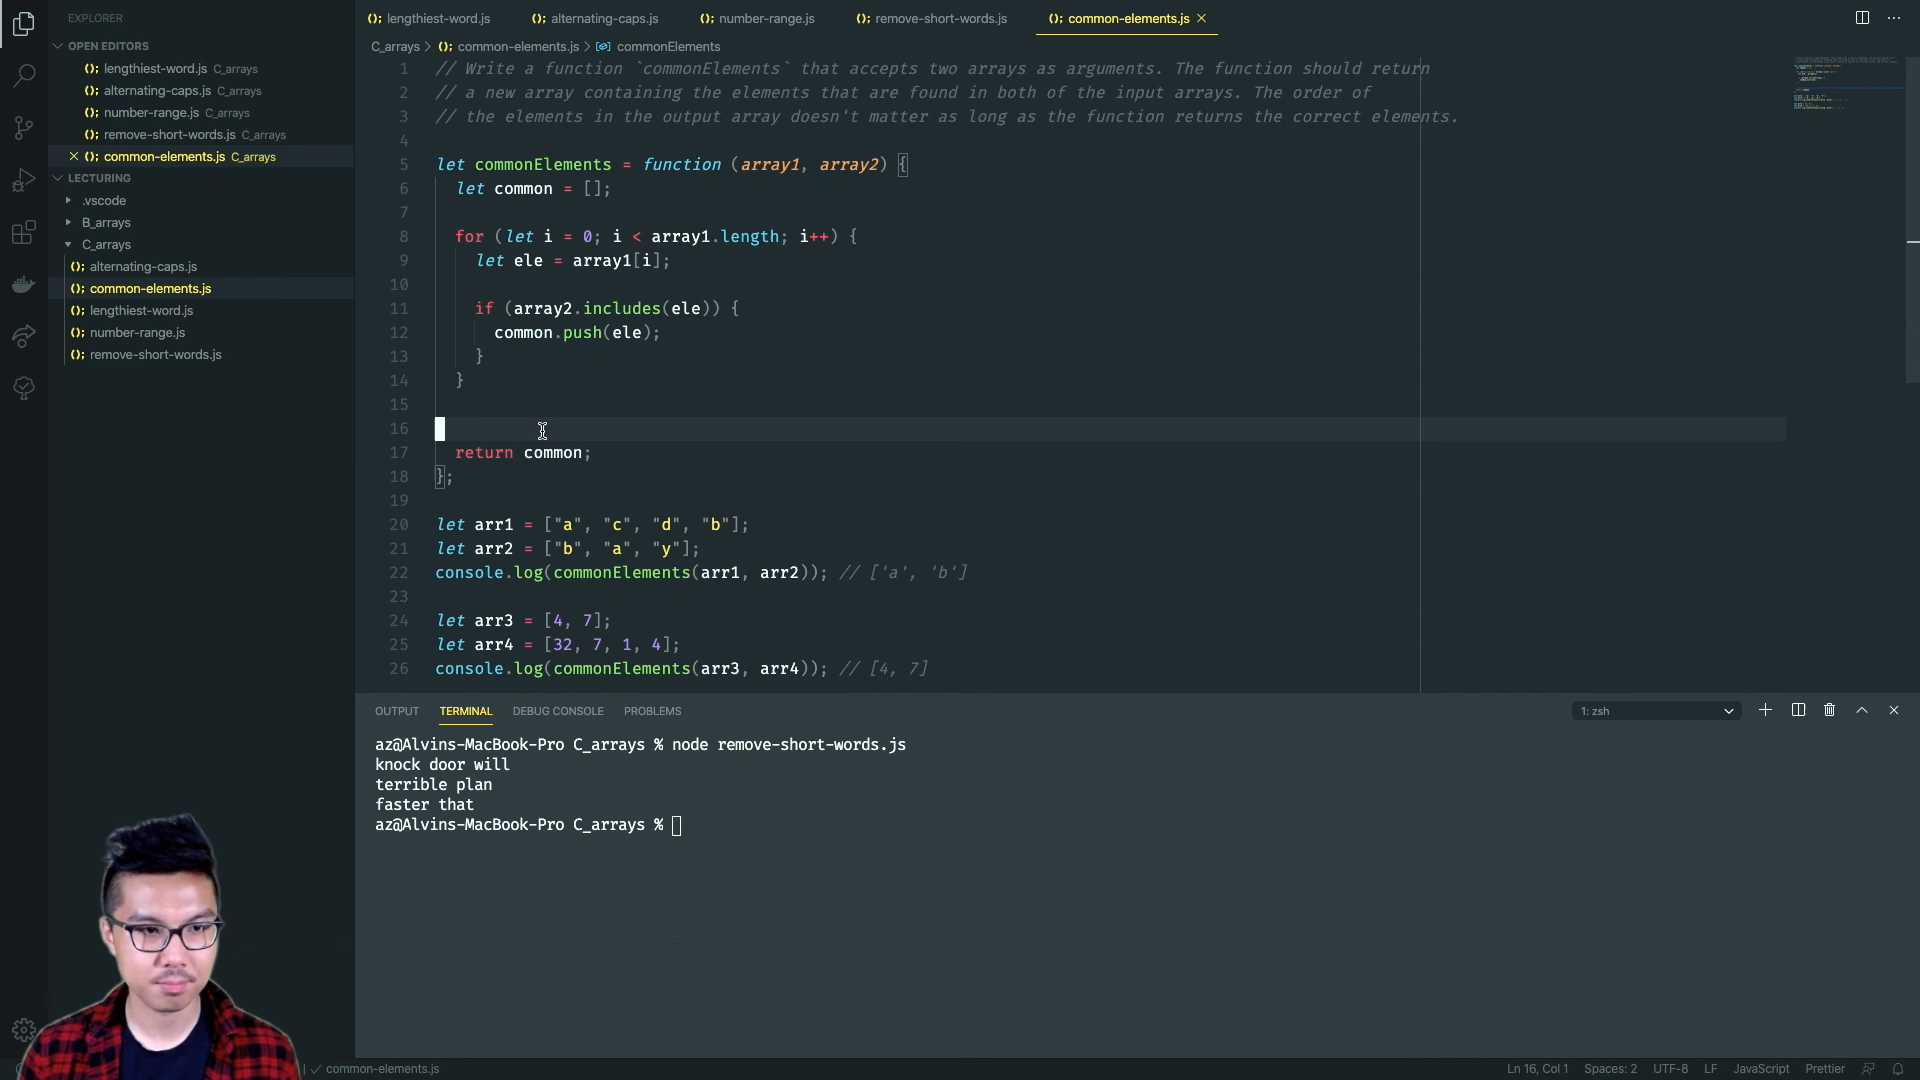 EXPLORER
OPEN EDITORS
(); lengthiest-word.js C_arrays
(); alternating-caps.js C_arrays
(); number-range.js C_arrays
(); remove-short-words.js C_arrays
(); common-elements.js C_arrays
LECTURING
.vscode
B_arrays
C_arrays
(); alternating-caps.js
(); common-elements.js
(); lengthiest-word.js
(); number-range.js
(); remove-short-words.js
(); lengthiest-word.js (); alternating-caps.js (); number-range.js (); remove-short-words.js (); common-elements.js
C_arrays > (); common-elements.js > commonElements
1 // Write a function `commonElements` that accepts two arrays as arguments. The function should return
2 // a new array containing the elements that are found in both of the input arrays. The order of
3 // the elements in the output array doesn't matter as long as the function returns the correct elements.
4
5 let commonElements = function (array1, array2) {
6 let common = [];
7
8 for (let i = 0; i < array1.length; i++) {
9 let ele = array1[i];
10
11 if (array2.includes(ele)) {
12 common.push(ele);
13 }
14 }
15
16
17 return common;
18 };
19
20 let arr1 = ["a", "c", "d", "b"];
21 let arr2 = ["b", "a", "y"];
22 console.log(commonElements(arr1, arr2)); // ['a', 'b']
23
24 let arr3 = [4, 7];
25 let arr4 = [32, 7, 1, 4];
26 console.log(commonElements(arr3, arr4)); // [4, 7]
OUTPUT TERMINAL DEBUG CONSOLE PROBLEMS 1: zsh
az@Alvins-MacBook-Pro C_arrays % node remove-short-words.js
knock door will
terrible plan
faster that
az@Alvins-MacBook-Pro C_arrays %
common-elements.js Ln 16, Col 1 Spaces: 2 UTF-8 LF JavaScript Prettier